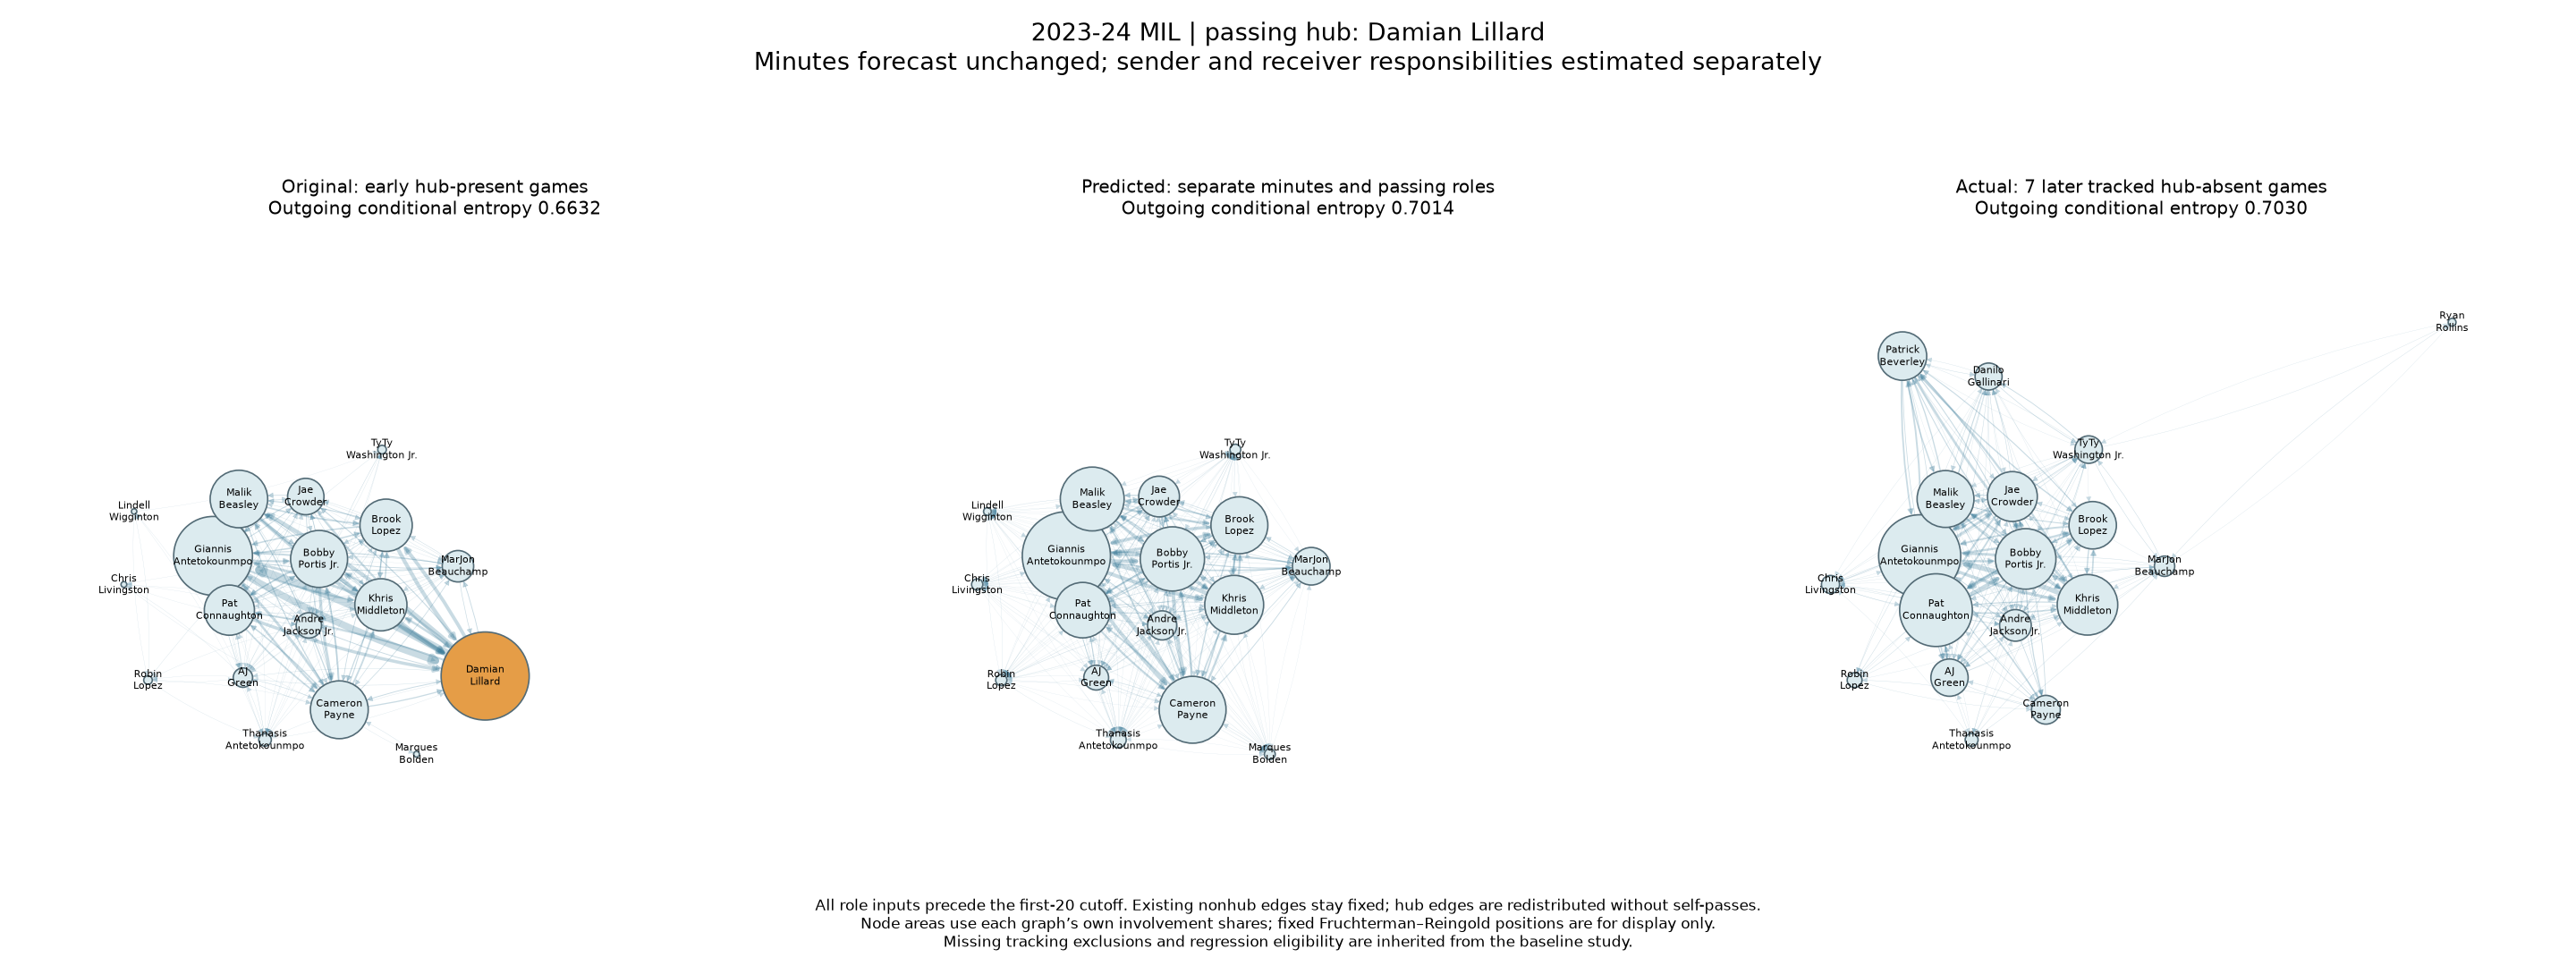 2023-24 MIL | passing hub: Damian Lillard
Minutes forecast unchanged; sender and receiver responsibilities estimated separately
Original: early hub-present games
Outgoing conditional entropy 0.6632
TyTy
Washington Jr.
Malik
Beasley
Jae
Crowder
Lindell
Wigginton
Brook
Lopez
Giannis
Antetokounmpo
Bobby
Portis Jr.
MarJon
Beauchamp
Chris
Livingston
Pat
Connaughton
Khris
Middleton
Andre
Jackson Jr.
Robin
Lopez
AJ
Green
Damian
Lillard
Cameron
Payne
Thanasis
Antetokounmpo
Marques
Bolden
Predicted: separate minutes and passing roles
Outgoing conditional entropy 0.7014
TyTy
Washington Jr.
Malik
Beasley
Jae
Crowder
Lindell
Wigginton
Brook
Lopez
Giannis
Antetokounmpo
Bobby
Portis Jr.
MarJon
Beauchamp
Chris
Livingston
Pat
Connaughton
Khris
Middleton
Andre
Jackson Jr.
Robin
Lopez
AJ
Green
Cameron
Payne
Thanasis
Antetokounmpo
Marques
Bolden
Actual: 7 later tracked hub-absent games
Outgoing conditional entropy 0.7030
Ryan
Rollins
Patrick
Beverley
Danilo
Gallinari
TyTy
Washington Jr.
Malik
Beasley
Jae
Crowder
Brook
Lopez
Giannis
Antetokounmpo
Bobby
Portis Jr.
MarJon
Beauchamp
Chris
Livingston
Pat
Connaughton
Khris
Middleton
Andre
Jackson Jr.
Robin
Lopez
AJ
Green
Cameron
Payne
Thanasis
Antetokounmpo
All role inputs precede the first-20 cutoff. Existing nonhub edges stay fixed; hub edges are redistributed without self-passes.
Node areas use each graph’s own involvement shares; fixed Fruchterman–Reingold positions are for display only.
Missing tracking exclusions and regression eligibility are inherited from the baseline study.